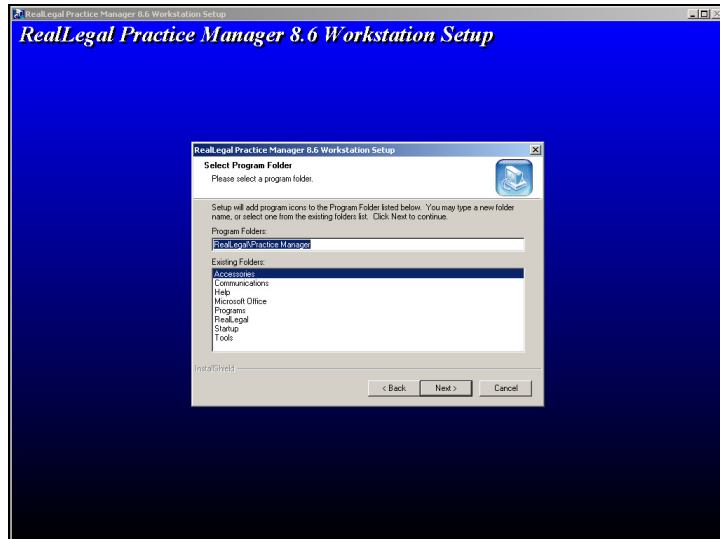 RealLegal Practice Manager 8.6 Workstation Setup
RealLegal Practice Manager 8.6 Workstation Setup
RealLegal Practice Manager 8.6 Workstation Setup
Select Program Folder
Please select a program folder.
Setup will add program icons to the Program Folder listed below. You may type a new folder
name, or select one from the existing folders list. Click Next to continue.
Program Folders:
RealLegal\Practice Manager
Existing Folders:
Accessories
Communications
Help
Microsoft Office
Programs
RealLegal
Startup
Tools
InstallShield
< Back Next > Cancel